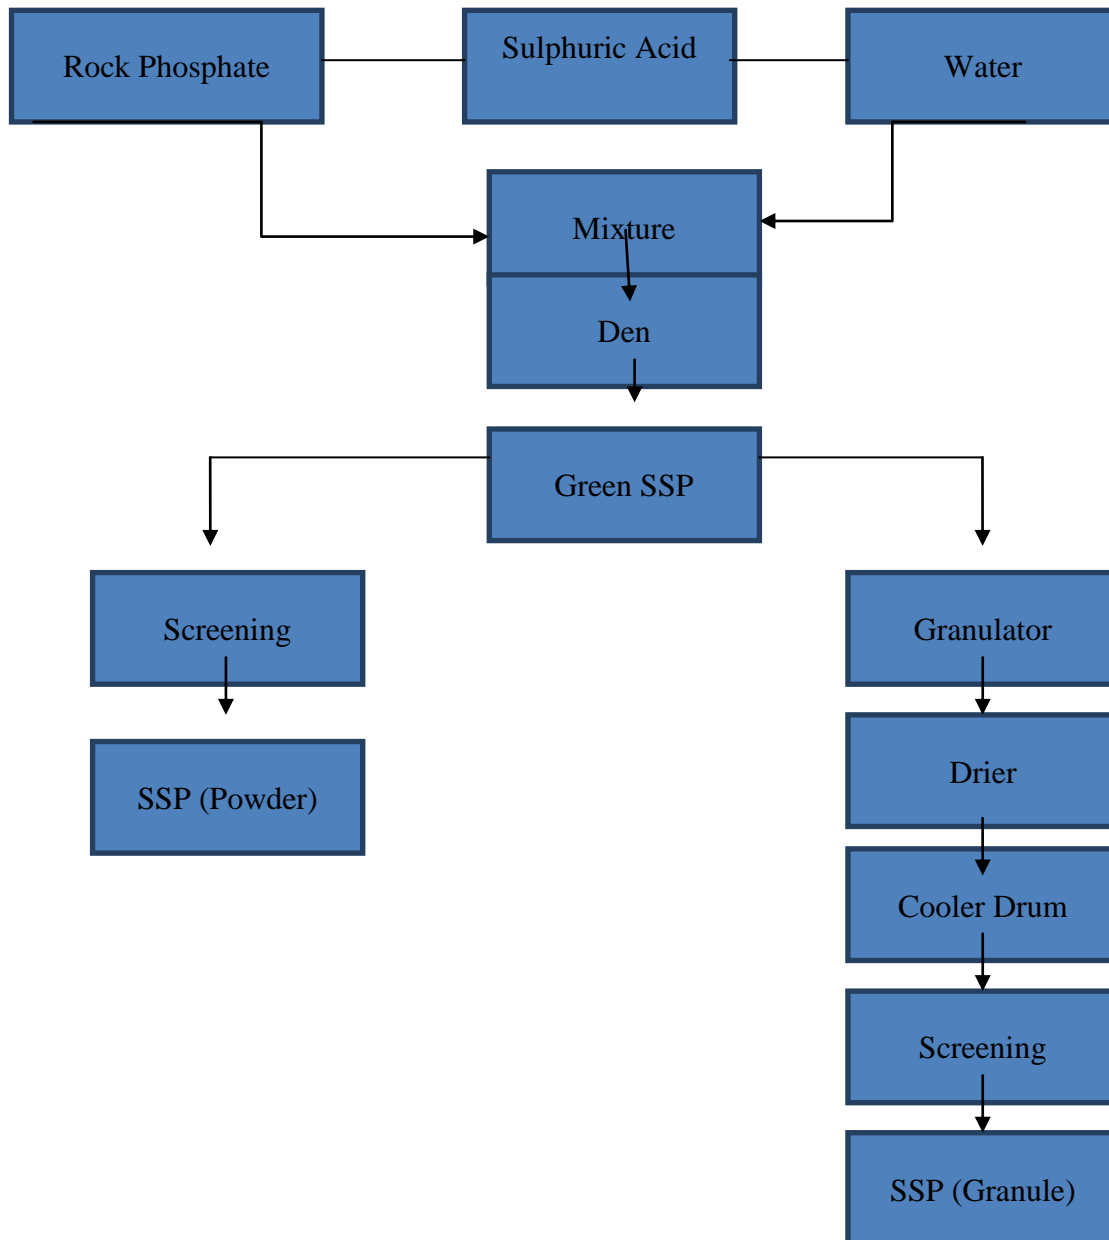 Rock Phosphate
Sulphuric Acid
Water
Mixture
Den
Green SSP
Screening
Granulator
SSP (Powder)
Drier
Cooler Drum
Screening
SSP (Granule)